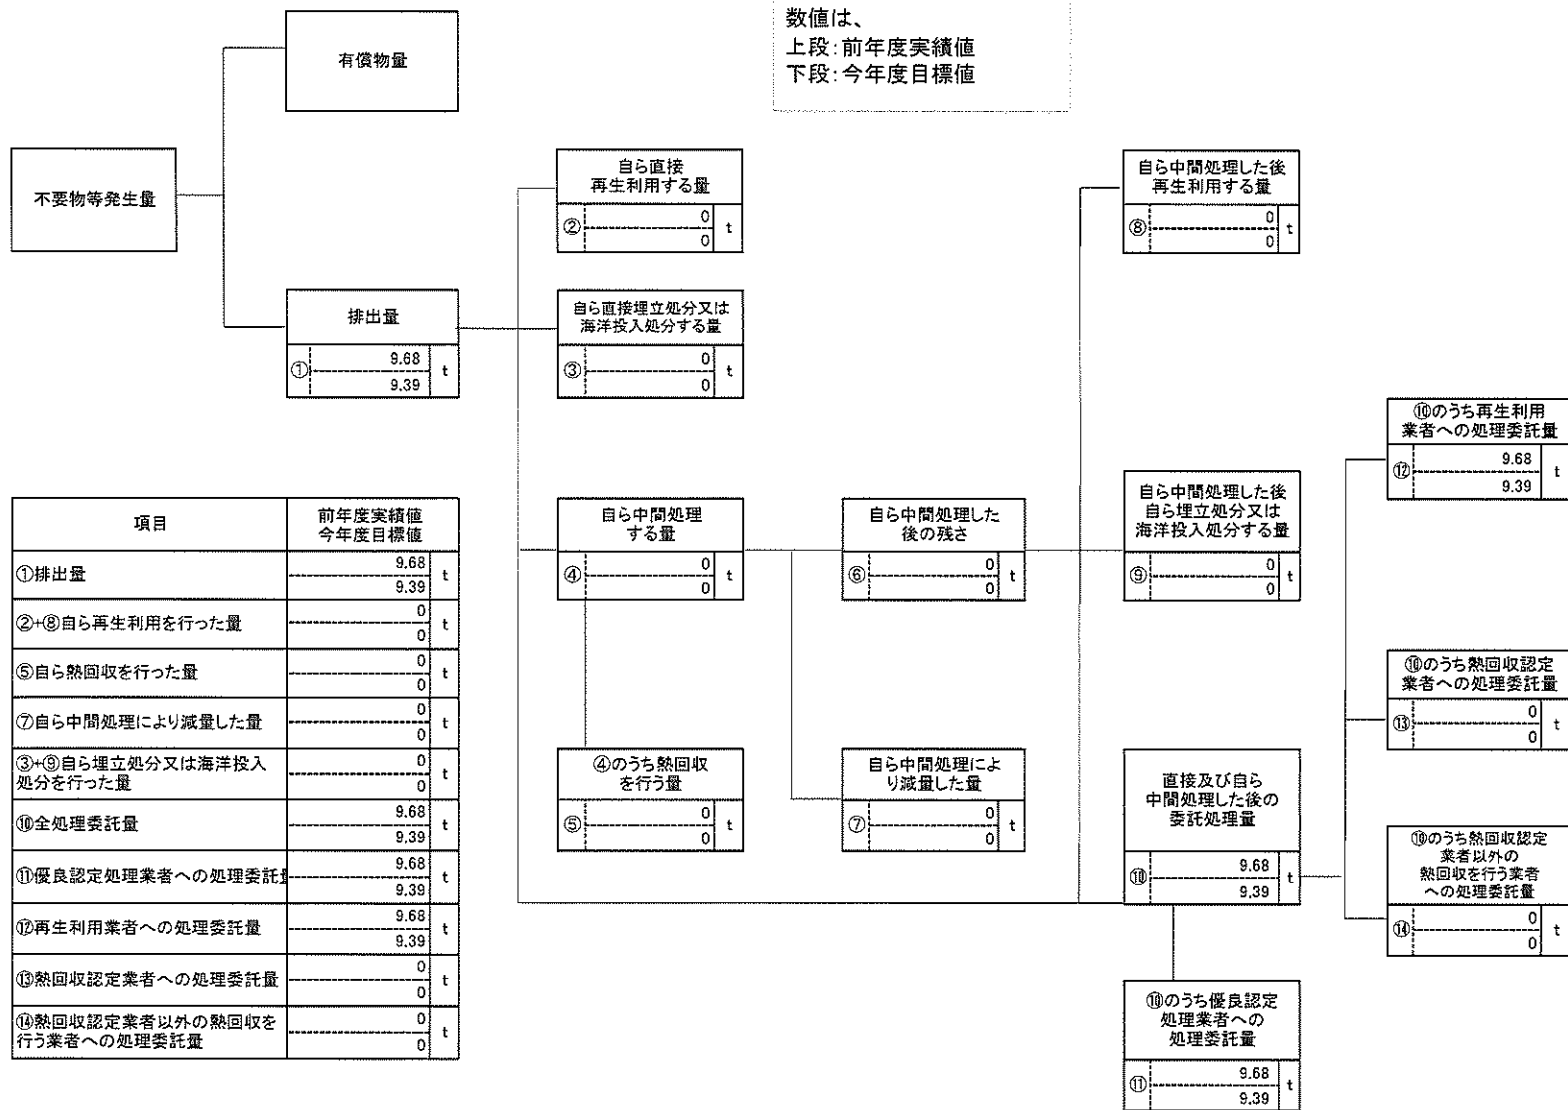 数値は、
上段:前年度実績値
下段:今年度目標値
有償物量
不要物等発生量
排出量
①
9.68
9.39
t
自ら直接
再生利用する量
②
0
0
t
自ら直接埋立処分又は
海洋投入処分する量
③
0
0
t
自ら中間処理
する量
④
0
0
t
④のうち熱回収
を行う量
⑤
0
0
t
自ら中間処理した
後の残さ
⑥
0
0
t
自ら中間処理によ
り減量した量
⑦
0
0
t
自ら中間処理した後
再生利用する量
⑧
0
0
t
自ら中間処理した後
自ら埋立処分又は
海洋投入処分する量
⑨
0
0
t
直接及び自ら
中間処理した後の
委託処理量
⑩
9.68
9.39
t
⑩のうち優良認定
処理業者への
処理委託量
⑪
9.68
9.39
t
⑩のうち再生利用
業者への処理委託量
⑫
9.68
9.39
t
⑩のうち熱回収認定
業者への処理委託量
⑬
0
0
t
⑩のうち熱回収認定
業者以外の
熱回収を行う業者
への処理委託量
⑭
0
0
t
項目
前年度実績値
今年度目標値
①排出量
9.68
9.39
t
②+⑧自ら再生利用を行った量
0
0
t
⑤自ら熱回収を行った量
0
0
t
⑦自ら中間処理により減量した量
0
0
t
③+⑨自ら埋立処分又は海洋投入
処分を行った量
0
0
t
⑩全処理委託量
9.68
9.39
t
⑪優良認定処理業者への処理委託量
9.68
9.39
t
⑫再生利用業者への処理委託量
9.68
9.39
t
⑬熱回収認定業者への処理委託量
0
0
t
⑭熱回収認定業者以外の熱回収を
行う業者への処理委託量
0
0
t